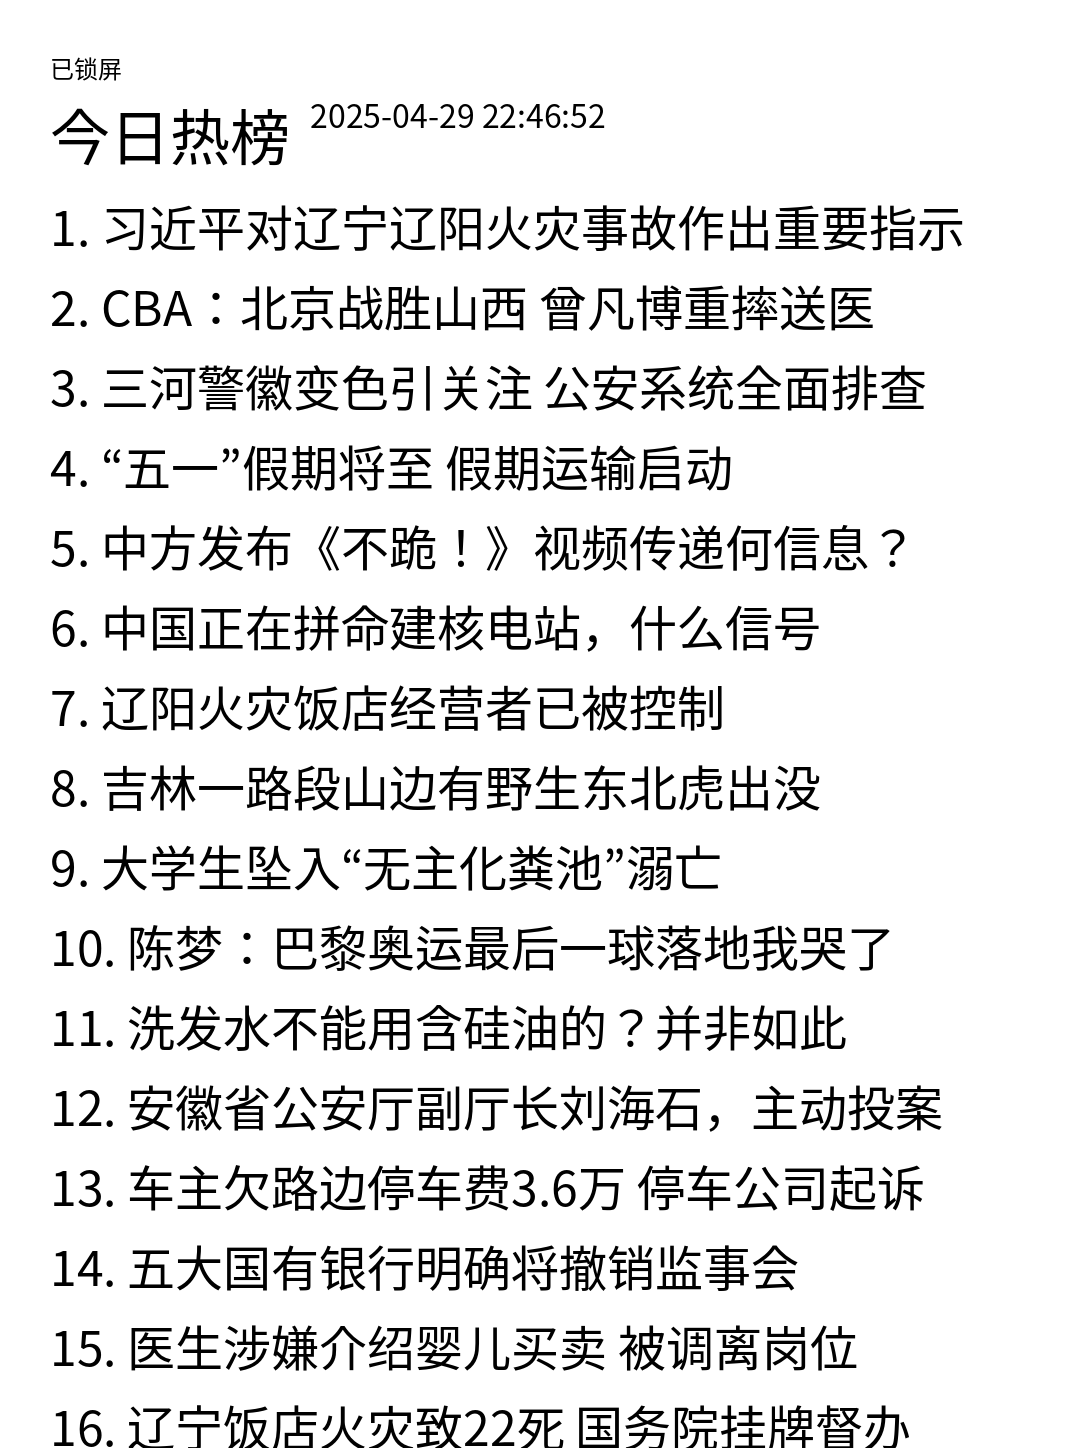 已锁屏
今日热榜 2025-04-29 22:46:52
1. 习近平对辽宁辽阳火灾事故作出重要指示
2. CBA：北京战胜山西 曾凡博重摔送医
3. 三河警徽变色引关注 公安系统全面排查
4. “五一”假期将至 假期运输启动
5. 中方发布《不跪！》视频传递何信息？
6. 中国正在拼命建核电站，什么信号
7. 辽阳火灾饭店经营者已被控制
8. 吉林一路段山边有野生东北虎出没
9. 大学生坠入“无主化粪池”溺亡
10. 陈梦：巴黎奥运最后一球落地我哭了
11. 洗发水不能用含硅油的？并非如此
12. 安徽省公安厅副厅长刘海石，主动投案
13. 车主欠路边停车费3.6万 停车公司起诉
14. 五大国有银行明确将撤销监事会
15. 医生涉嫌介绍婴儿买卖 被调离岗位
16. 辽宁饭店火灾致22死 国务院挂牌督办